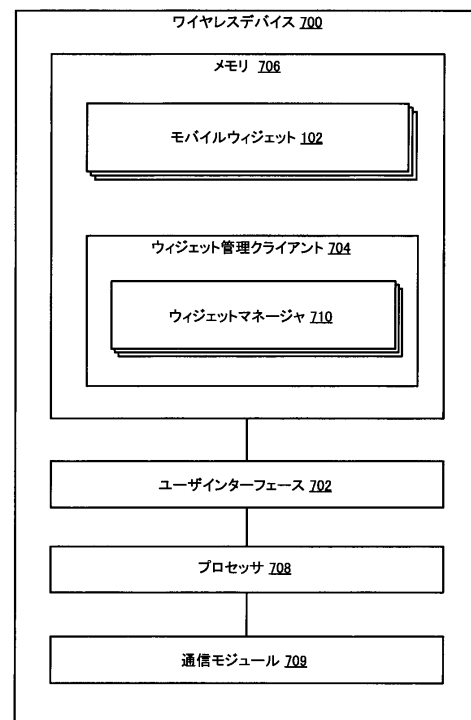 ワイヤレスデバイス 700
メモリ 706
モバイルウィジェット 102
ウィジェット管理クライアント 704
ウィジェットマネージャ 710
ユーザインターフェース 702
プロセッサ 708
通信モジュール 709